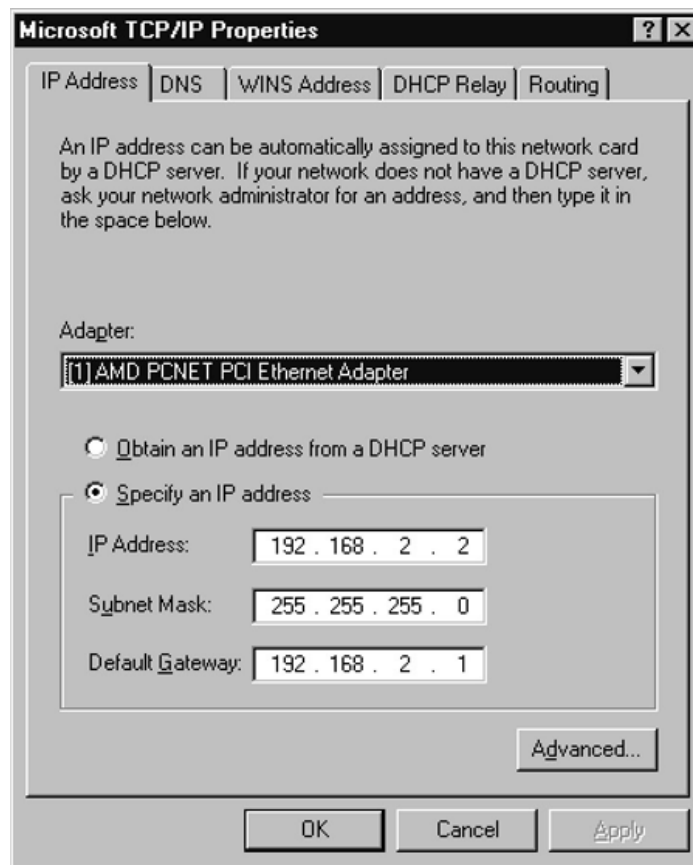 Microsoft TCP/IP Properties
IP Address DNS WINS Address DHCP Relay Routing
An IP address can be automatically assigned to this network card
by a DHCP server. If your network does not have a DHCP server,
ask your network administrator for an address, and then type it in
the space below.
Adapter:
[1] AMD PCNET PCI Ethernet Adapter
Obtain an IP address from a DHCP server
Specify an IP address
IP Address: 192 . 168 . 2 . 2
Subnet Mask: 255 . 255 . 255 . 0
Default Gateway: 192 . 168 . 2 . 1
Advanced...
OK Cancel Apply